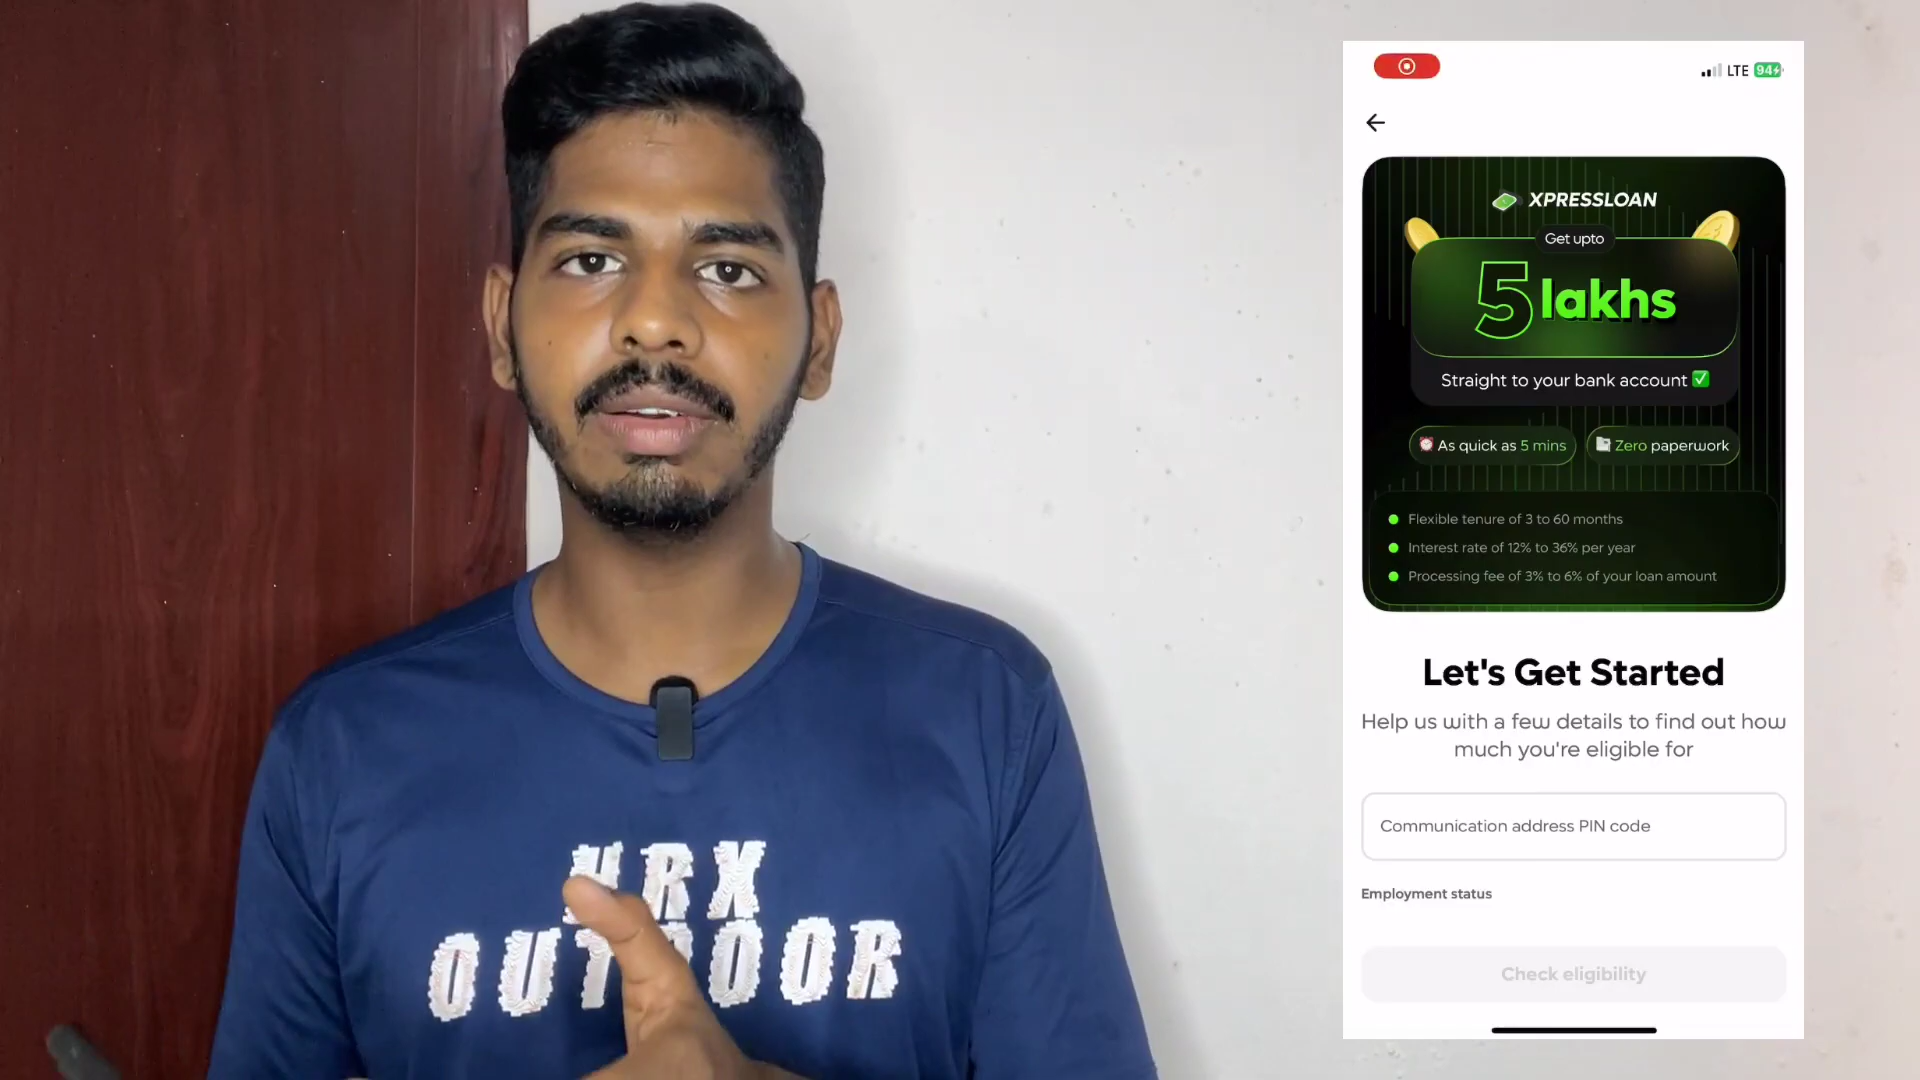 HRX
OUTDOOR
LTE 94
XPRESSLOAN
Get upto
5 lakhs
Straight to your bank account
As quick as 5 mins
Zero paperwork
Flexible tenure of 3 to 60 months
Interest rate of 12% to 36% per year
Processing fee of 3% to 6% of your loan amount
Let's Get Started
Help us with a few details to find out how
much you're eligible for
Communication address PIN code
Employment status
Check eligibility